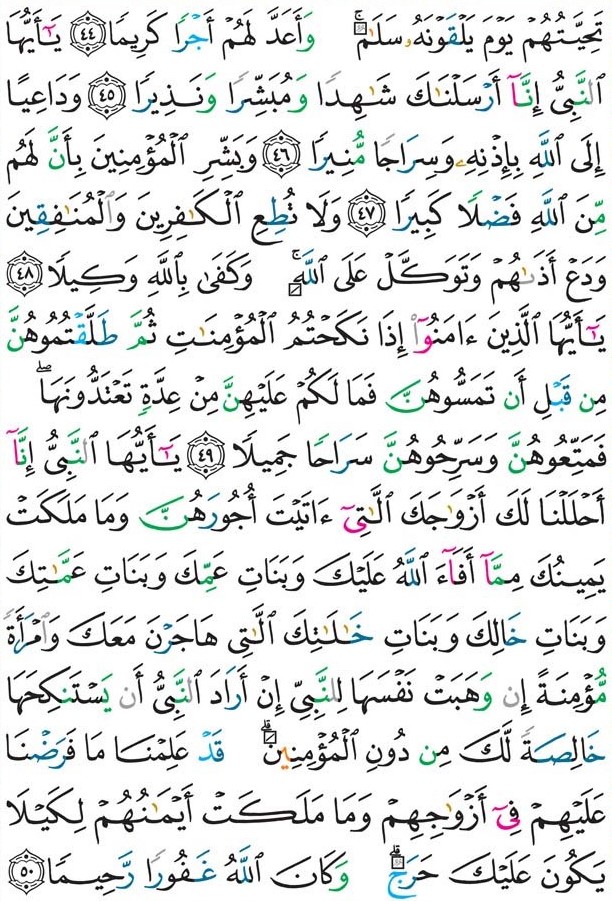 تَحِيَّتُهُمْ يَوْمَ يَلْقَوْنَهُۥ سَلَـٰمٌۚ وَأَعَدَّ لَهُمْ أَجْرًا كَرِيمًا ٤٤ يَـٰٓأَيُّهَا
ٱلنَّبِىُّ إِنَّآ أَرْسَلْنَـٰكَ شَـٰهِدًا وَمُبَشِّرًا وَنَذِيرًا ٤٥ وَدَاعِيًا
إِلَى ٱللَّهِ بِإِذْنِهِۦ وَسِرَاجًا مُّنِيرًا ٤٦ وَبَشِّرِ ٱلْمُؤْمِنِينَ بِأَنَّ لَهُم
مِّنَ ٱللَّهِ فَضْلًا كَبِيرًا ٤٧ وَلَا تُطِعِ ٱلْكَـٰفِرِينَ وَٱلْمُنَـٰفِقِينَ
وَدَعْ أَذَىٰهُمْ وَتَوَكَّلْ عَلَى ٱللَّهِۚ وَكَفَىٰ بِٱللَّهِ وَكِيلًا ٤٨
يَـٰٓأَيُّهَا ٱلَّذِينَ ءَامَنُوٓا۟ إِذَا نَكَحْتُمُ ٱلْمُؤْمِنَـٰتِ ثُمَّ طَلَّقْتُمُوهُنَّ
مِن قَبْلِ أَن تَمَسُّوهُنَّ فَمَا لَكُمْ عَلَيْهِنَّ مِنْ عِدَّةٍ تَعْتَدُّونَهَاۖ
فَمَتِّعُوهُنَّ وَسَرِّحُوهُنَّ سَرَاحًا جَمِيلًا ٤٩ يَـٰٓأَيُّهَا ٱلنَّبِىُّ إِنَّآ
أَحْلَلْنَا لَكَ أَزْوَٰجَكَ ٱلَّـٰتِىٓ ءَاتَيْتَ أُجُورَهُنَّ وَمَا مَلَكَتْ
يَمِينُكَ مِمَّآ أَفَآءَ ٱللَّهُ عَلَيْكَ وَبَنَاتِ عَمِّكَ وَبَنَاتِ عَمَّـٰتِكَ
وَبَنَاتِ خَالِكَ وَبَنَاتِ خَـٰلَـٰتِكَ ٱلَّـٰتِى هَاجَرْنَ مَعَكَ وَٱمْرَأَةً
مُّؤْمِنَةً إِن وَهَبَتْ نَفْسَهَا لِلنَّبِىِّ إِنْ أَرَادَ ٱلنَّبِىُّ أَن يَسْتَنكِحَهَا
خَالِصَةً لَّكَ مِن دُونِ ٱلْمُؤْمِنِينَۗ قَدْ عَلِمْنَا مَا فَرَضْنَا
عَلَيْهِمْ فِىٓ أَزْوَٰجِهِمْ وَمَا مَلَكَتْ أَيْمَـٰنُهُمْ لِكَيْلَا
يَكُونَ عَلَيْكَ حَرَجٌۗ وَكَانَ ٱللَّهُ غَفُورًا رَّحِيمًا ٥٠